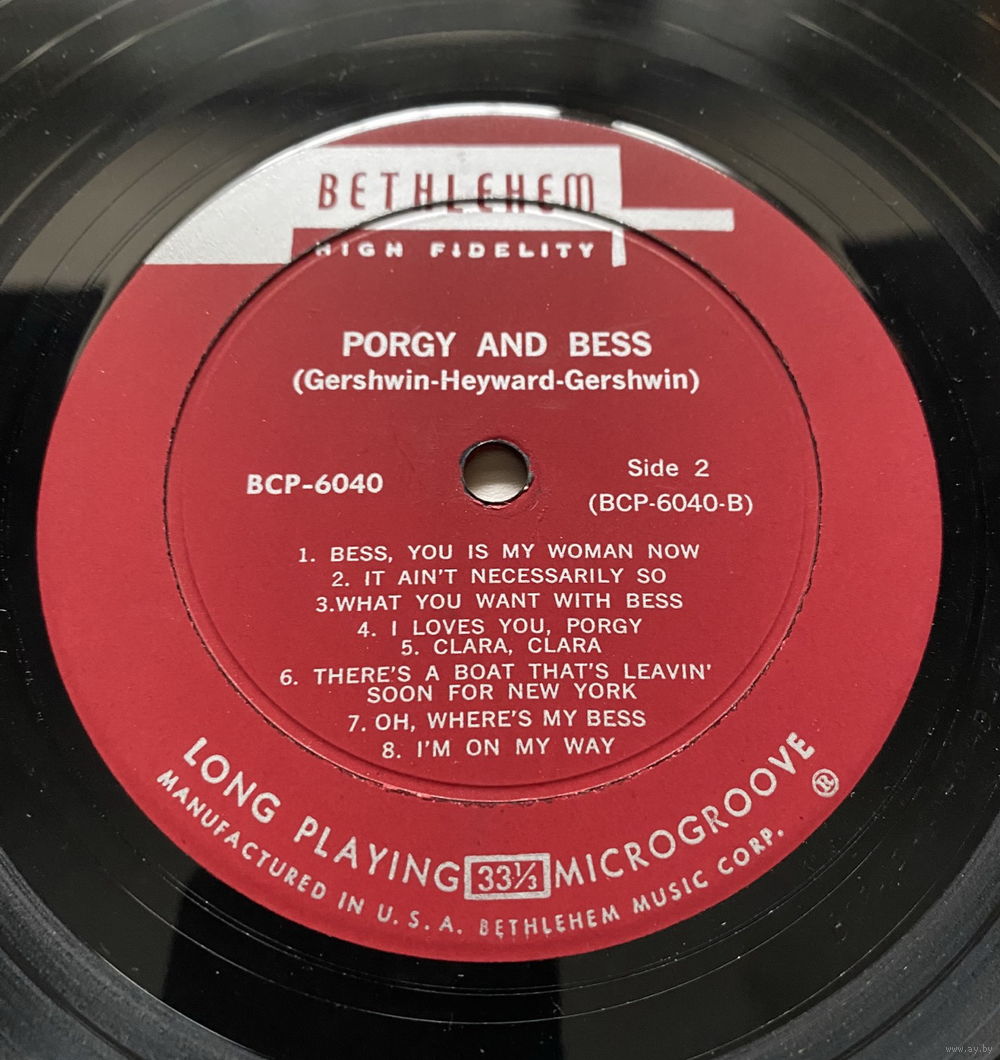 BETHLEHEM
HIGH FIDELITY
PORGY AND BESS
(Gershwin-Heyward-Gershwin)
BCP-6040
Side 2
(BCP-6040-B)
1. BESS, YOU IS MY WOMAN NOW
2. IT AIN'T NECESSARILY SO
3.WHAT YOU WANT WITH BESS
4. I LOVES YOU, PORGY
5. CLARA, CLARA
6. THERE'S A BOAT THAT'S LEAVIN'
SOON FOR NEW YORK
7. OH, WHERE'S MY BESS
8. I'M ON MY WAY
LONG PLAYING 33⅓ MICROGROOVE ®
MANUFACTURED IN U. S. A. BETHLEHEM MUSIC CORP.
www.ay.by